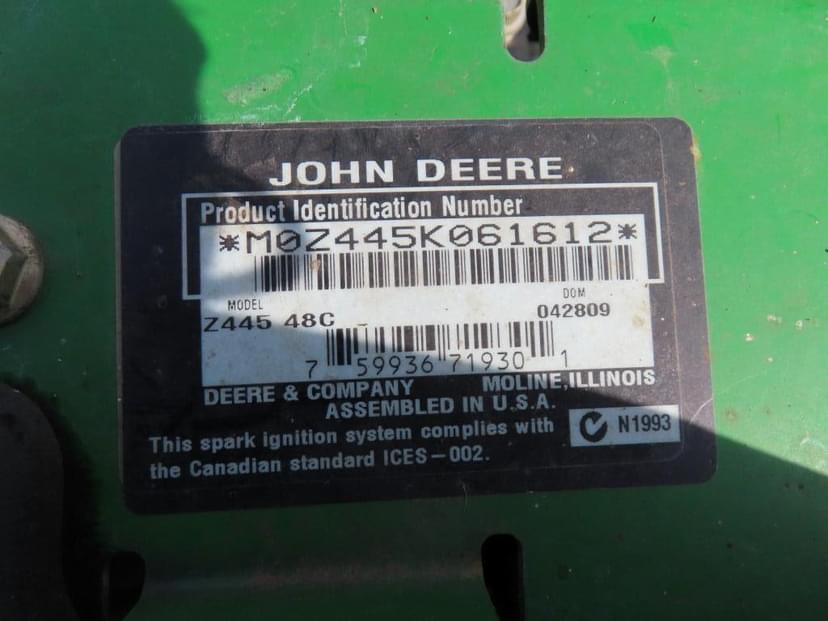 JOHN DEERE
Product Identification Number
*M0Z445K061612*
MODEL DOM
Z445 48C 042809
7 59936 71930 1
DEERE & COMPANY MOLINE, ILLINOIS
ASSEMBLED IN U.S.A.
This spark ignition system complies with
the Canadian standard ICES-002.
N1993